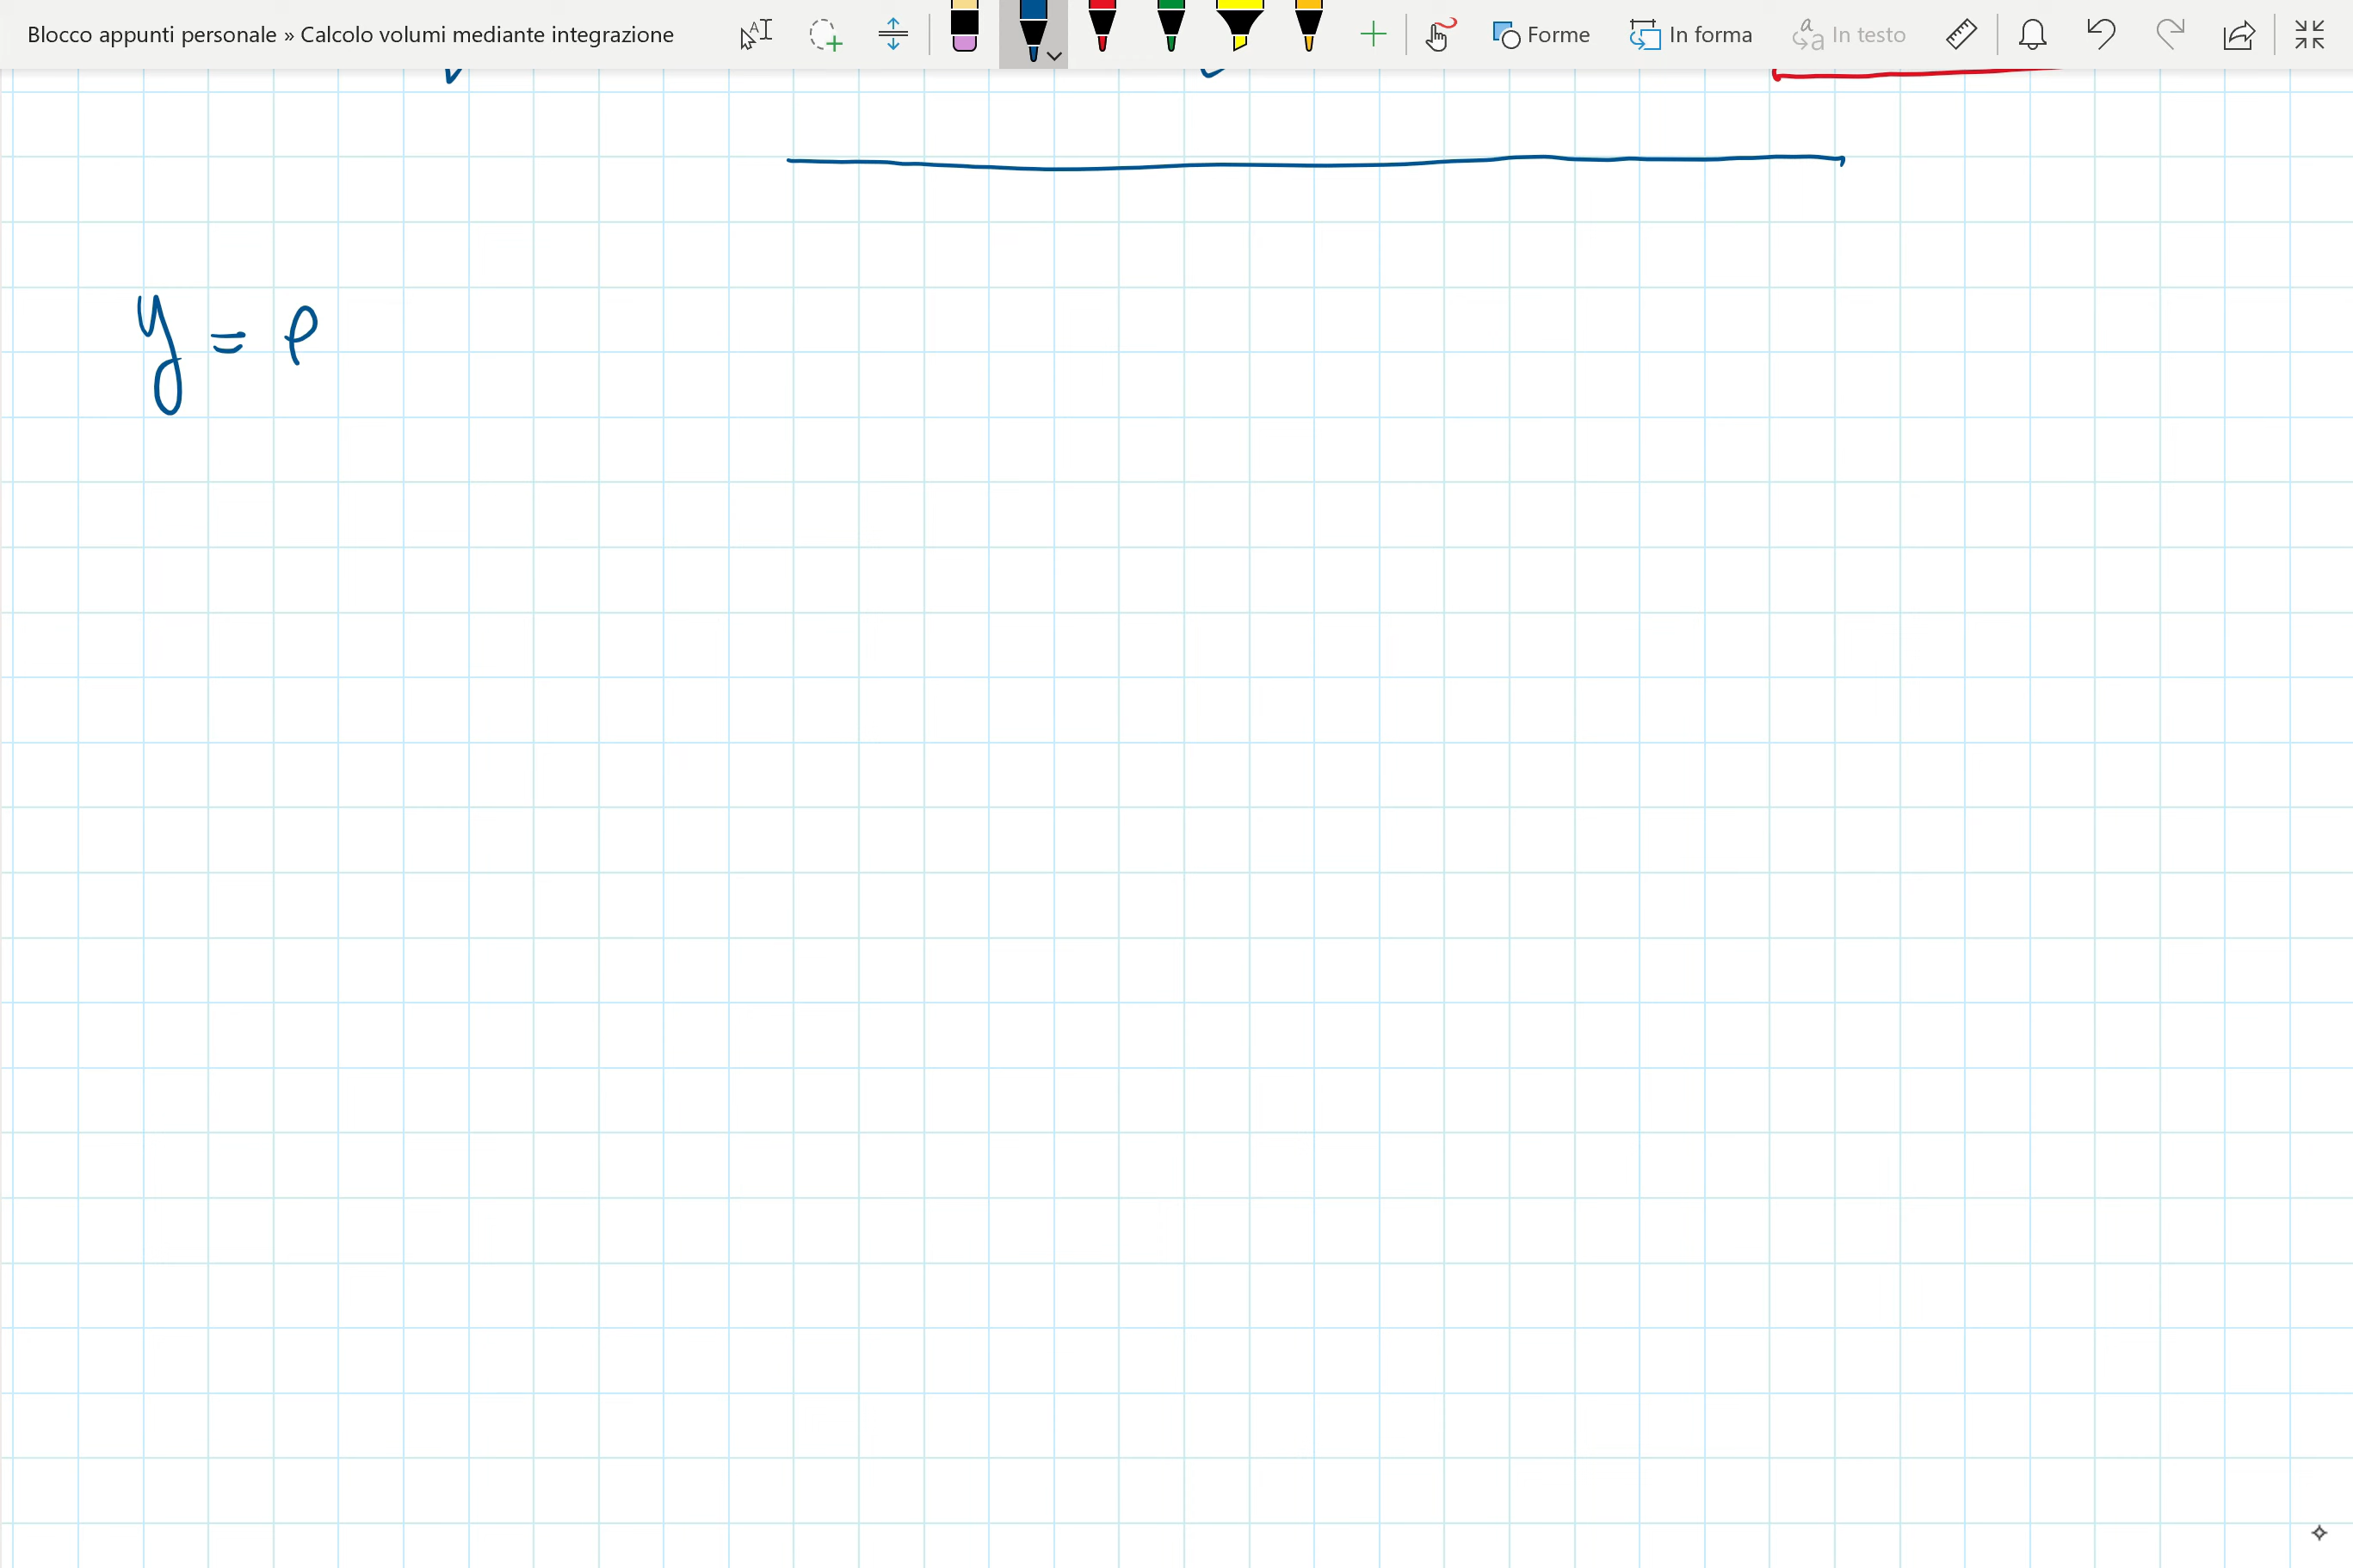 Blocco appunti personale » Calcolo volumi mediante integrazione Forme In forma In testo
y = e